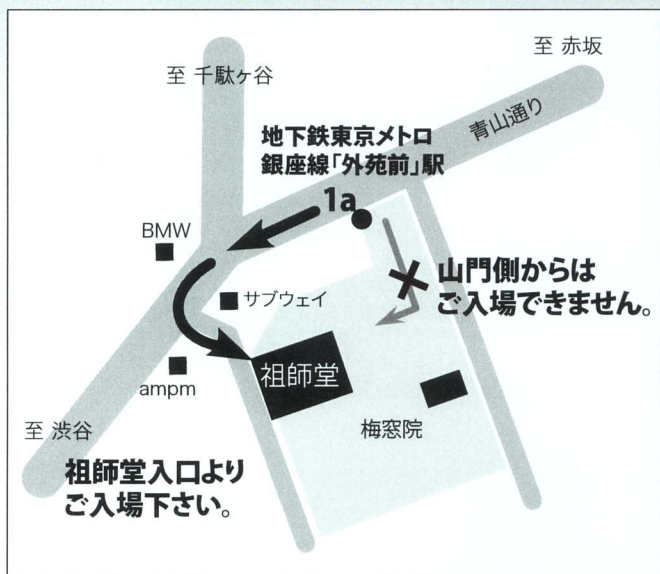 至 赤坂
至 千駄ヶ谷
青山通り
地下鉄東京メトロ
銀座線「外苑前」駅
1a
BMW
山門側からは
ご入場できません。
サブウェイ
祖師堂
ampm
梅窓院
至 渋谷
祖師堂入口より
ご入場下さい。